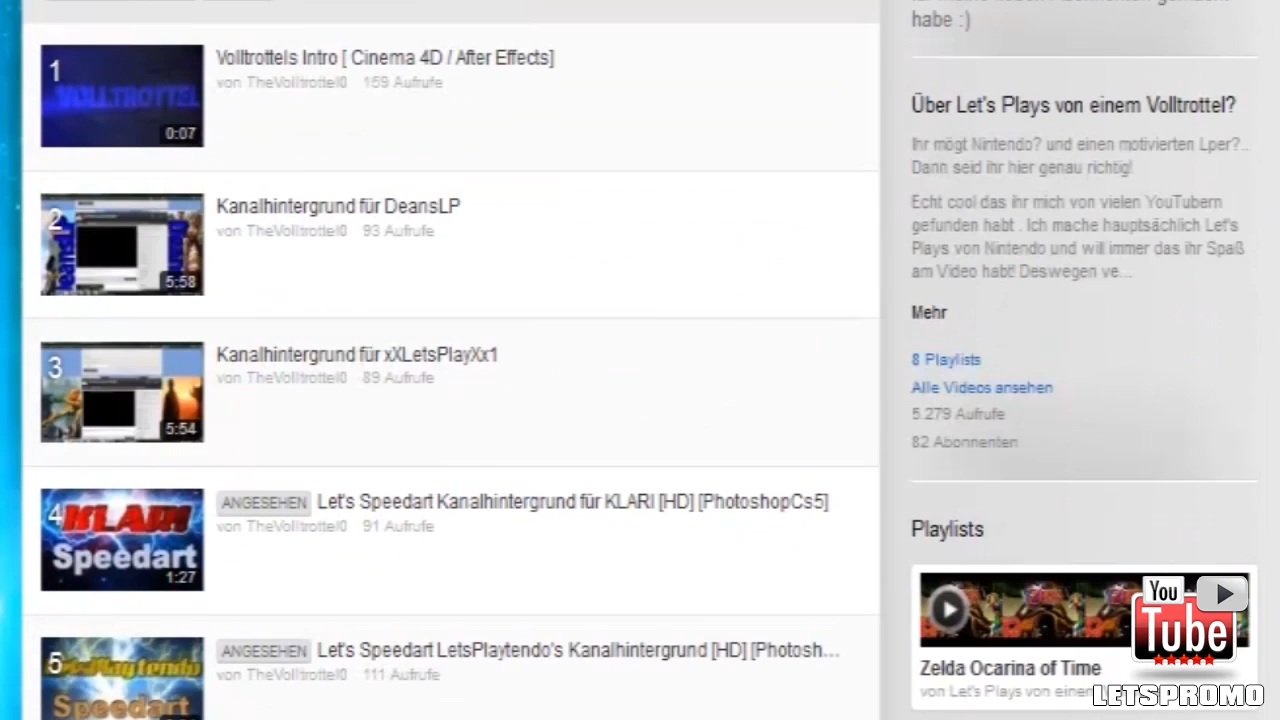 habe :)
1
VOLLTROTTEL
0:07
Volltrottels Intro [ Cinema 4D / After Effects]
von TheVolltrottel0 159 Aufrufe
2
5:58
Kanalhintergrund für DeansLP
von TheVolltrottel0 93 Aufrufe
3
5:54
Kanalhintergrund für xXLetsPlayXx1
von TheVolltrottel0 89 Aufrufe
4
KLARI
Speedart
1:27
ANGESEHEN Let's Speedart Kanalhintergrund für KLARI [HD] [PhotoshopCs5]
von TheVolltrottel0 91 Aufrufe
5
Speedart
ANGESEHEN Let's Speedart LetsPlaytendo's Kanalhintergrund [HD] [Photosh...
von TheVolltrottel0 111 Aufrufe
Über Let's Plays von einem Volltrottel?
Ihr mögt Nintendo? und einen motivierten Lper?..
Dann seid ihr hier genau richtig!
Echt cool das ihr mich von vielen YouTubern
gefunden habt . Ich mache hauptsächlich Let's
Plays von Nintendo und will immer das ihr Spaß
am Video habt! Deswegen ve...
Mehr
8 Playlists
Alle Videos ansehen
5.279 Aufrufe
82 Abonnenten
Playlists
Zelda Ocarina of Time
von Let's Plays von einem
You
Tube
LETSPROMO